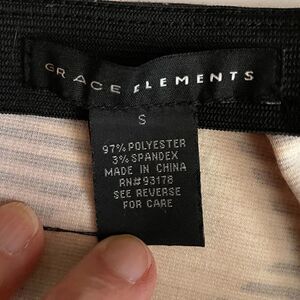 GRACE ELEMENTS
S
97% POLYESTER
3% SPANDEX
MADE IN CHINA
RN#93178
SEE REVERSE
FOR CARE